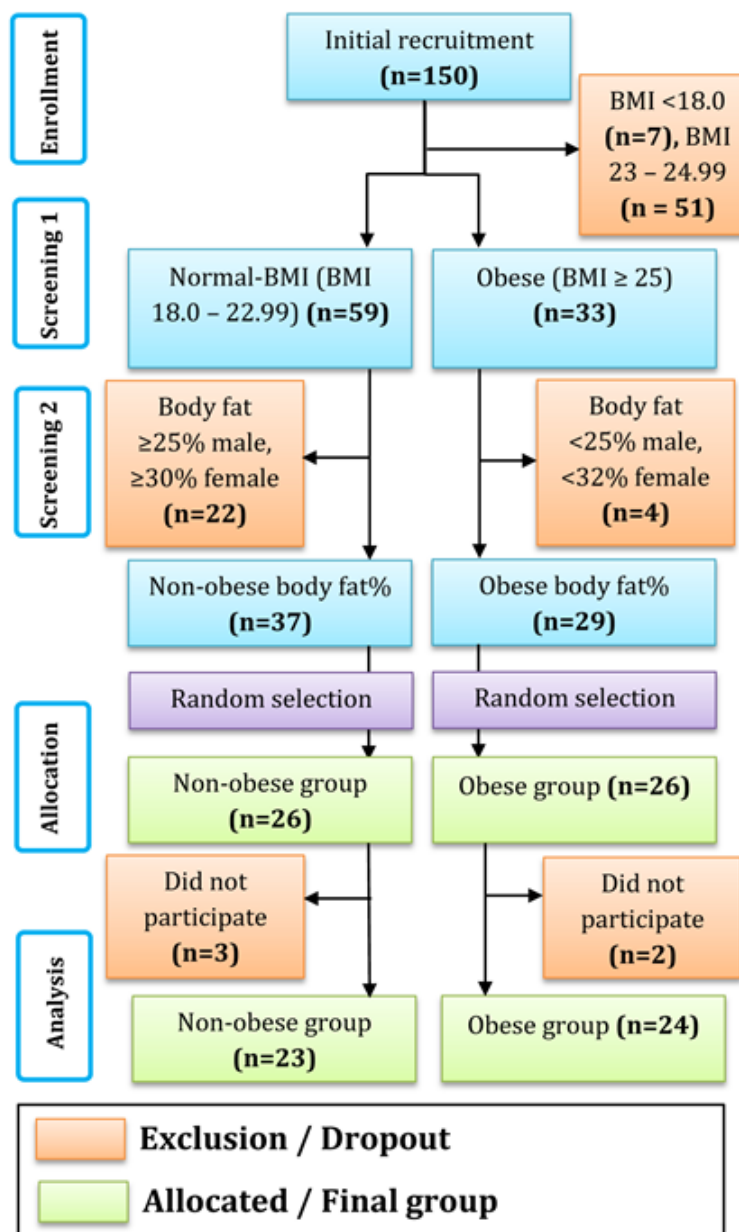 Enrollment
Initial recruitment
(n=150)
BMI <18.0
(n=7), BMI
23 – 24.99
(n = 51)
Screening 1
Normal-BMI (BMI
18.0 – 22.99) (n=59)
Obese (BMI ≥ 25)
(n=33)
Screening 2
Body fat
≥25% male,
≥30% female
(n=22)
Body fat
<25% male,
<32% female
(n=4)
Non-obese body fat%
(n=37)
Obese body fat%
(n=29)
Random selection
Random selection
Allocation
Non-obese group
(n=26)
Obese group (n=26)
Did not
participate
(n=3)
Did not
participate
(n=2)
Analysis
Non-obese group
(n=23)
Obese group (n=24)
Exclusion / Dropout
Allocated / Final group